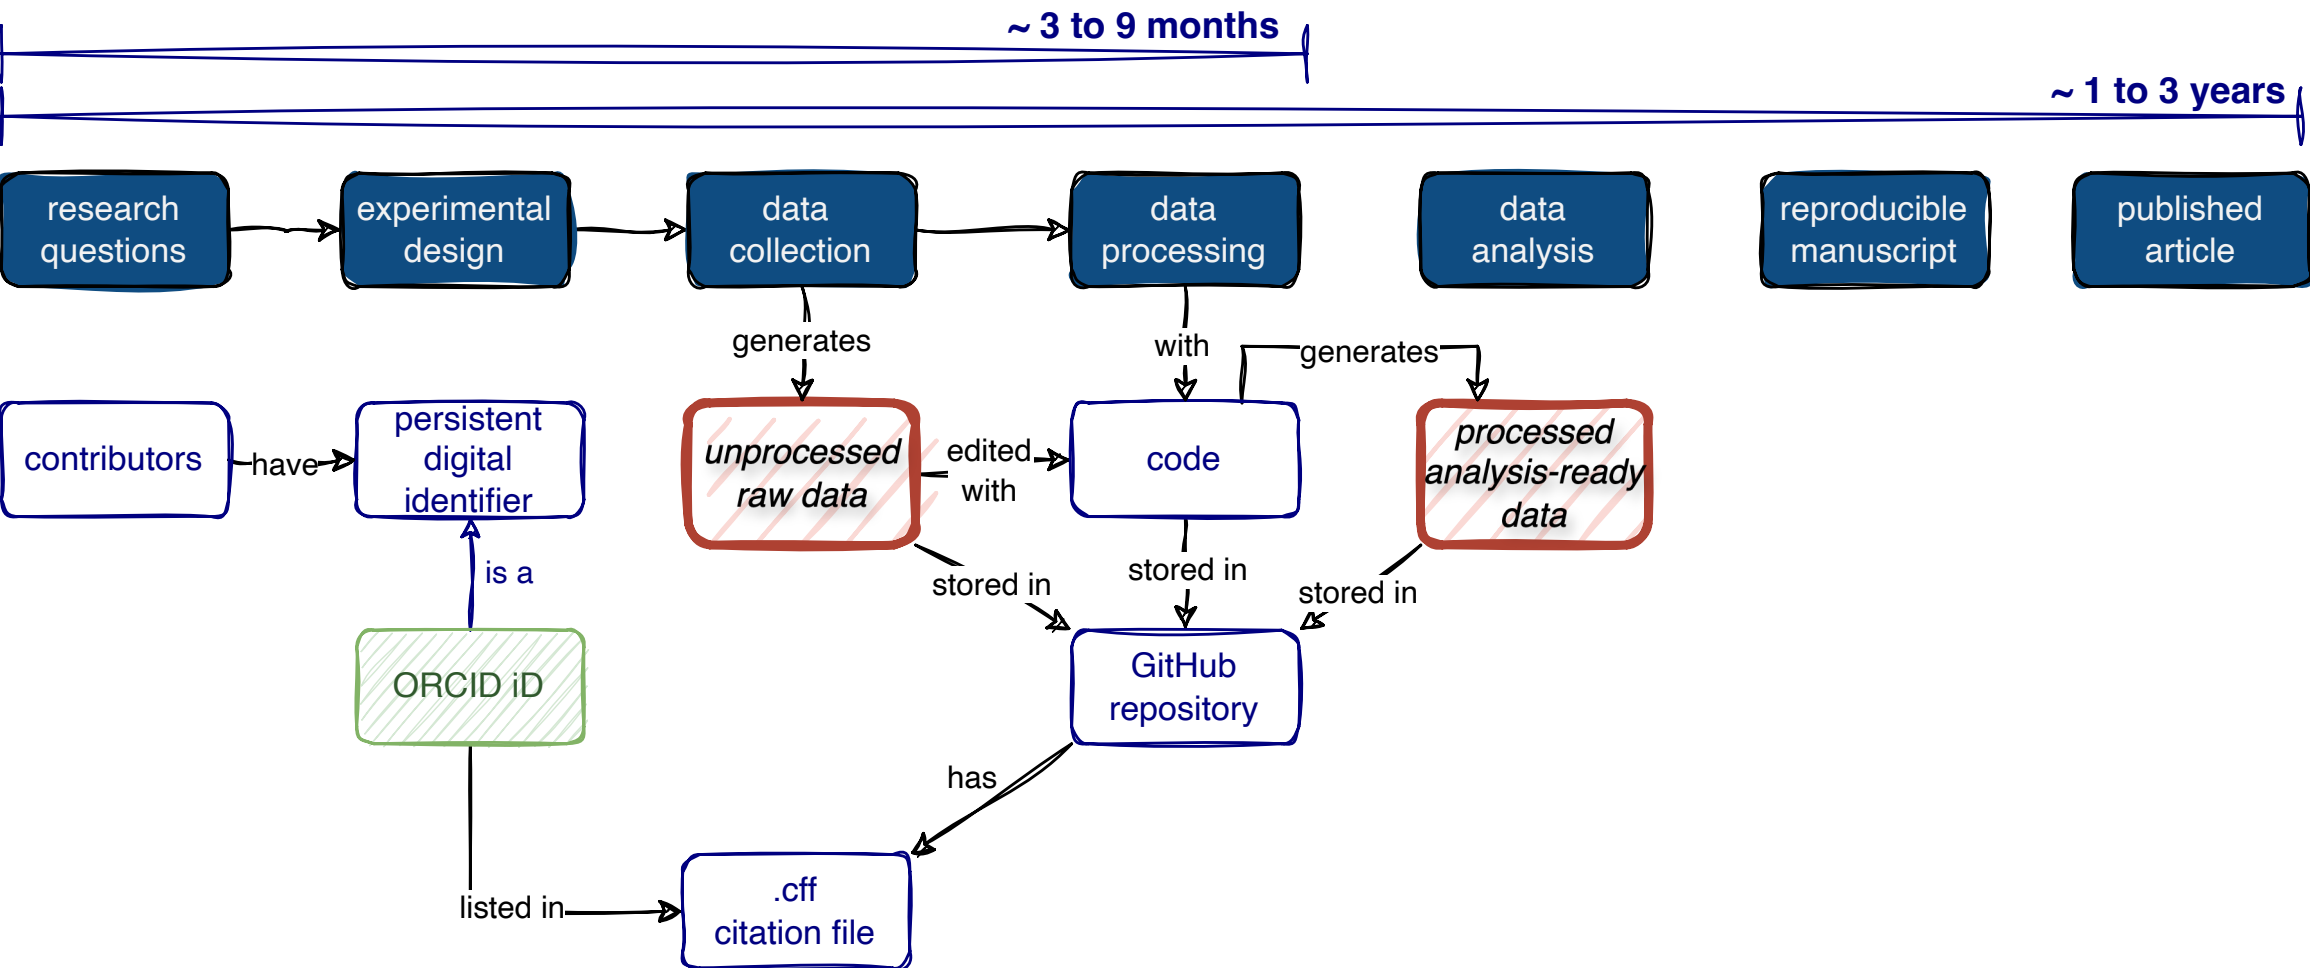 ~ 3 to 9 months
~ 1 to 3 years
research
questions
experimental
design
data
collection
data
processing
data
analysis
reproducible
manuscript
published
article
generates
with
generates
contributors
have
persistent
digital
identifier
unprocessed
raw data
edited
with
code
processed
analysis-ready
data
is a
stored in
stored in
stored in
ORCID iD
GitHub
repository
has
listed in
.cff
citation file